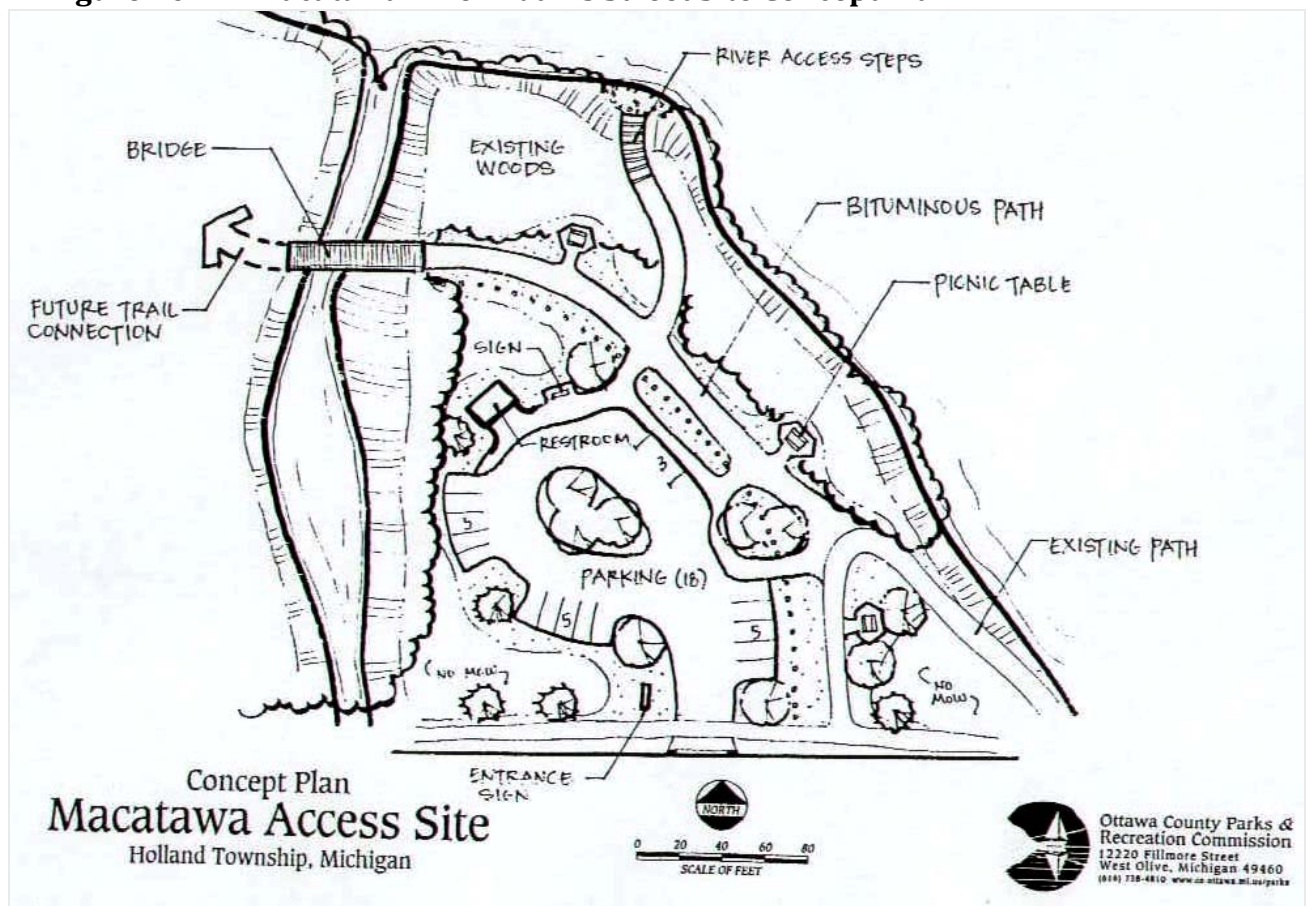 RIVER ACCESS STEPS
BRIDGE
EXISTING
WOODS
BITUMINOUS PATH
PICNIC TABLE
FUTURE TRAIL
CONNECTION
SIGN
RESTROOM
3
5
PARKING (18)
5
5
EXISTING PATH
(NO MOW)
(NO
MOW)
ENTRANCE
SIGN
Concept Plan
Macatawa Access Site
Holland Township, Michigan
NORTH
0 20 40 60 80
SCALE OF FEET
Ottawa County Parks &
Recreation Commission
12220 Fillmore Street
West Olive, Michigan 49460